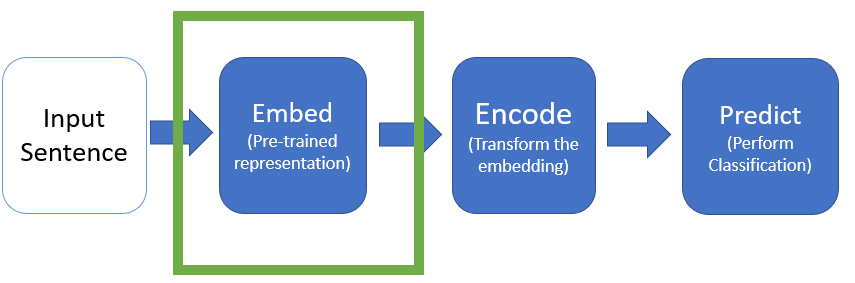 Input
Sentence
Embed
(Pre-trained
representation)
Encode
(Transform the
embedding)
Predict
(Perform
Classification)